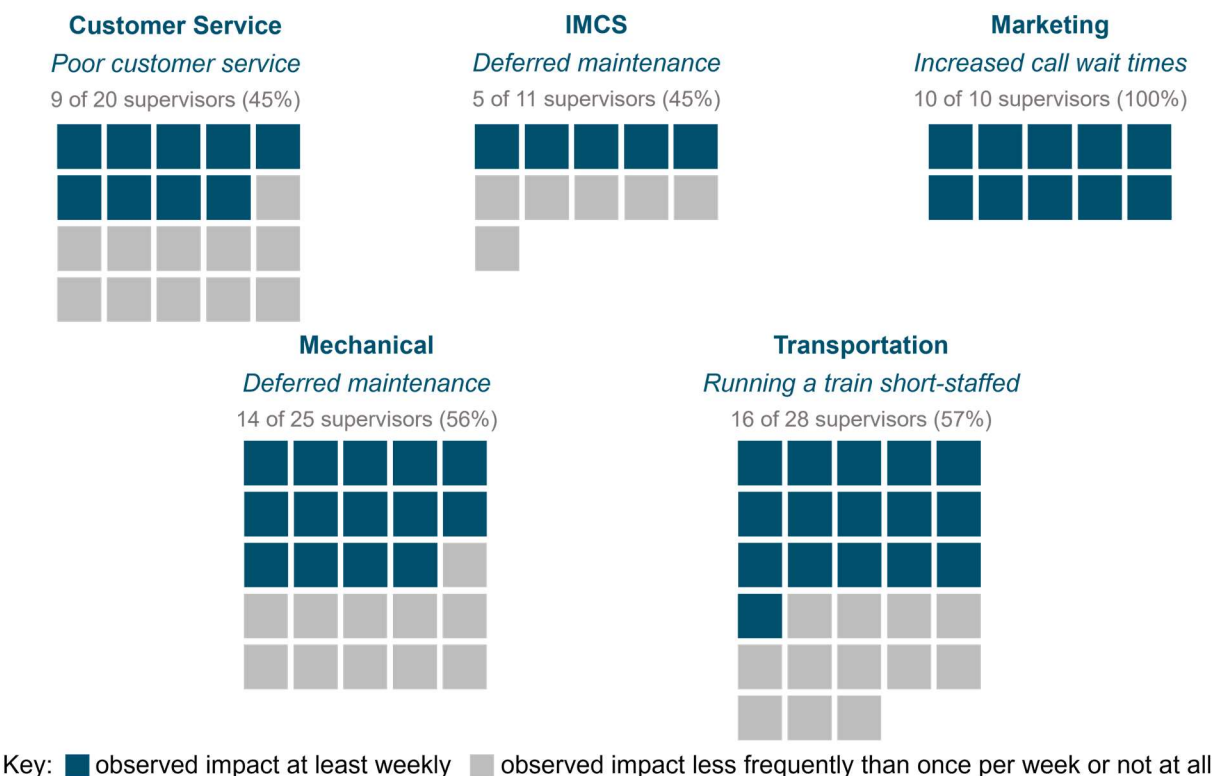 Customer Service
Poor customer service
9 of 20 supervisors (45%)
IMCS
Deferred maintenance
5 of 11 supervisors (45%)
Marketing
Increased call wait times
10 of 10 supervisors (100%)
Mechanical
Deferred maintenance
14 of 25 supervisors (56%)
Transportation
Running a train short-staffed
16 of 28 supervisors (57%)
Key: observed impact at least weekly observed impact less frequently than once per week or not at all